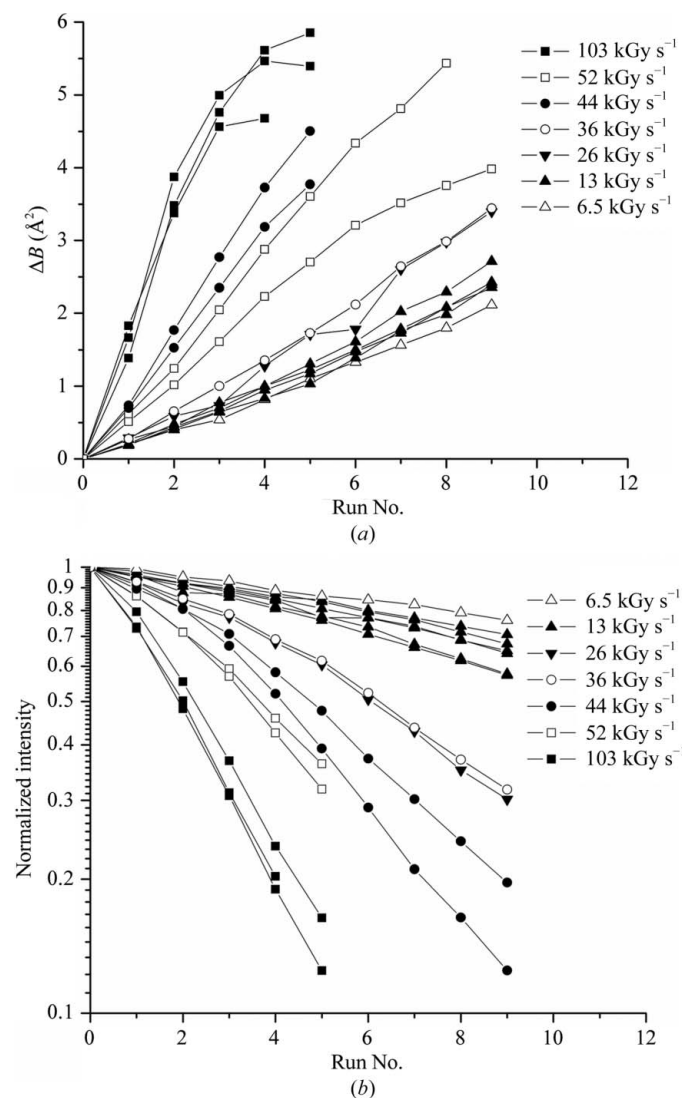 6
5
4
3
2
1
0
ΔB (Å²)
103 kGy s⁻¹
52 kGy s⁻¹
44 kGy s⁻¹
36 kGy s⁻¹
26 kGy s⁻¹
13 kGy s⁻¹
6.5 kGy s⁻¹
0 2 4 6 8 10 12
Run No.
(a)
1
0.9
0.8
0.7
0.6
0.5
0.4
0.3
0.2
0.1
Normalized intensity
6.5 kGy s⁻¹
13 kGy s⁻¹
26 kGy s⁻¹
36 kGy s⁻¹
44 kGy s⁻¹
52 kGy s⁻¹
103 kGy s⁻¹
0 2 4 6 8 10 12
Run No.
(b)